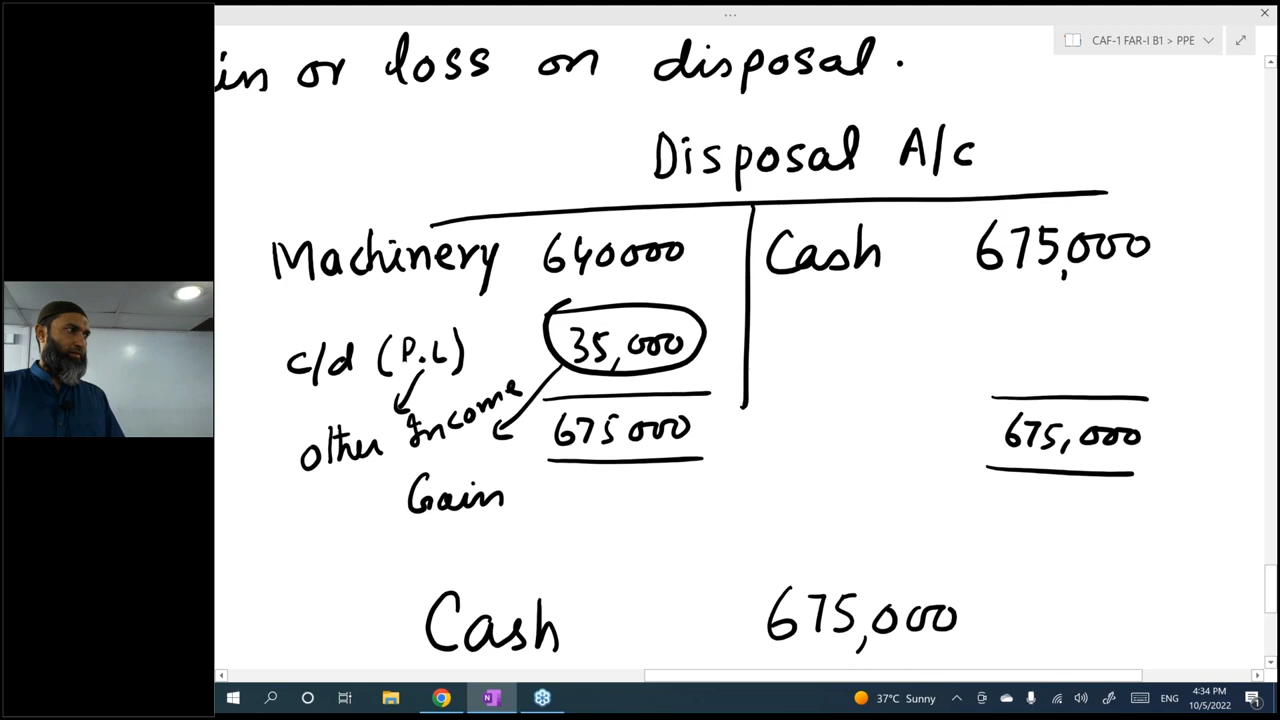 CAF-1 FAR-I B1 > PPE
in or loss on disposal.
Disposal A/c
Machinery 640000 Cash 675,000
c/d (P.L) 35,000
other Income 675000 675,000
Gain
Cash 675,000
37°C Sunny ENG 4:34 PM
10/5/2022